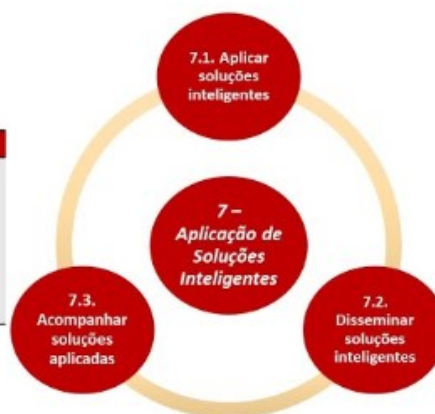 7.1. Aplicar
soluções
inteligentes
7 –
Aplicação de
Soluções
Inteligentes
7.3.
Acompanhar
soluções
aplicadas
7.2.
Disseminar
soluções
inteligentes